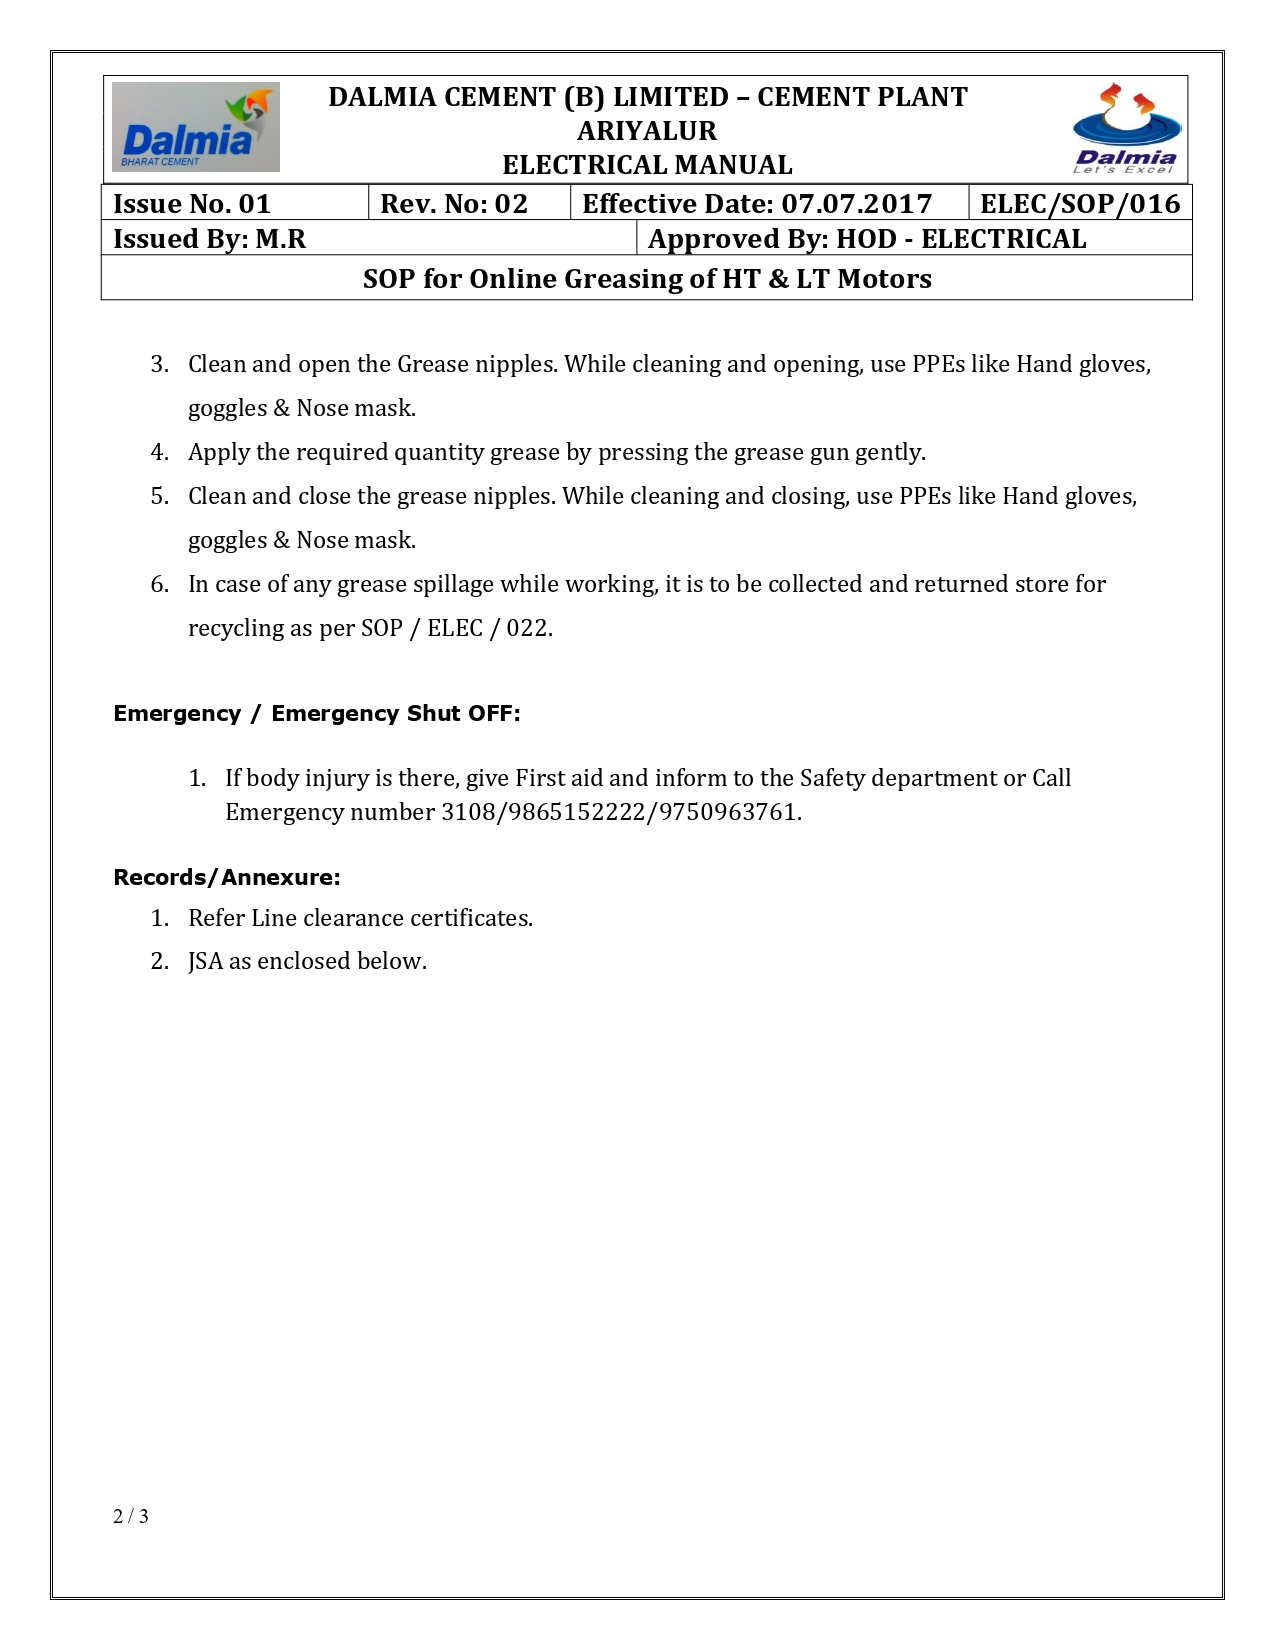 Dalmia
BHARAT CEMENT
DALMIA CEMENT (B) LIMITED – CEMENT PLANT
ARIYALUR
ELECTRICAL MANUAL
Dalmia
Let's Excel
Issue No. 01 Rev. No: 02 Effective Date: 07.07.2017 ELEC/SOP/016
Issued By: M.R Approved By: HOD - ELECTRICAL
SOP for Online Greasing of HT & LT Motors
3. Clean and open the Grease nipples. While cleaning and opening, use PPEs like Hand gloves,
goggles & Nose mask.
4. Apply the required quantity grease by pressing the grease gun gently.
5. Clean and close the grease nipples. While cleaning and closing, use PPEs like Hand gloves,
goggles & Nose mask.
6. In case of any grease spillage while working, it is to be collected and returned store for
recycling as per SOP / ELEC / 022.
Emergency / Emergency Shut OFF:
1. If body injury is there, give First aid and inform to the Safety department or Call
Emergency number 3108/9865152222/9750963761.
Records/Annexure:
1. Refer Line clearance certificates.
2. JSA as enclosed below.
2 / 3